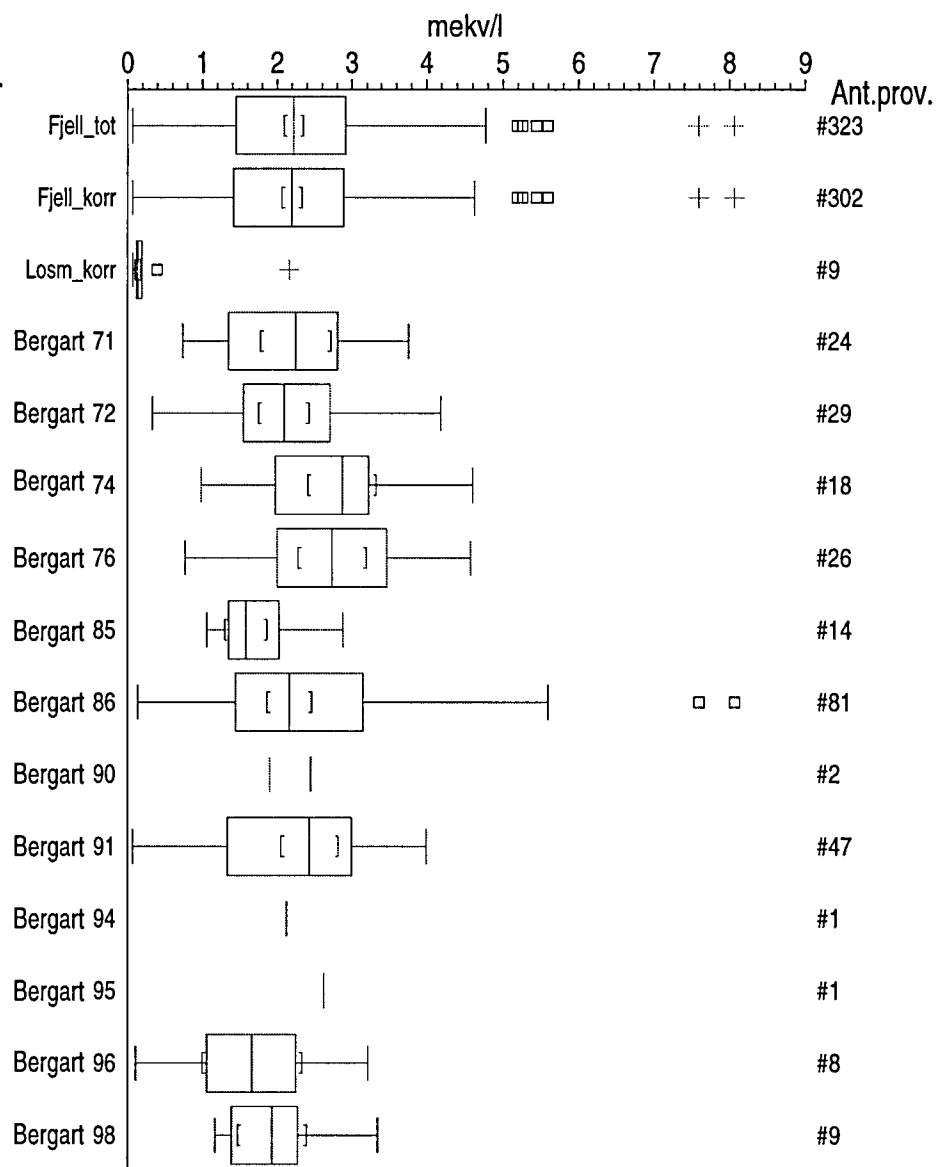 mekv/l
0 1 2 3 4 5 6 7 8 9
Ant.prov.
Fjell_tot #323
Fjell_korr #302
Losm_korr #9
Bergart 71 #24
Bergart 72 #29
Bergart 74 #18
Bergart 76 #26
Bergart 85 #14
Bergart 86 #81
Bergart 90 #2
Bergart 91 #47
Bergart 94 #1
Bergart 95 #1
Bergart 96 #8
Bergart 98 #9